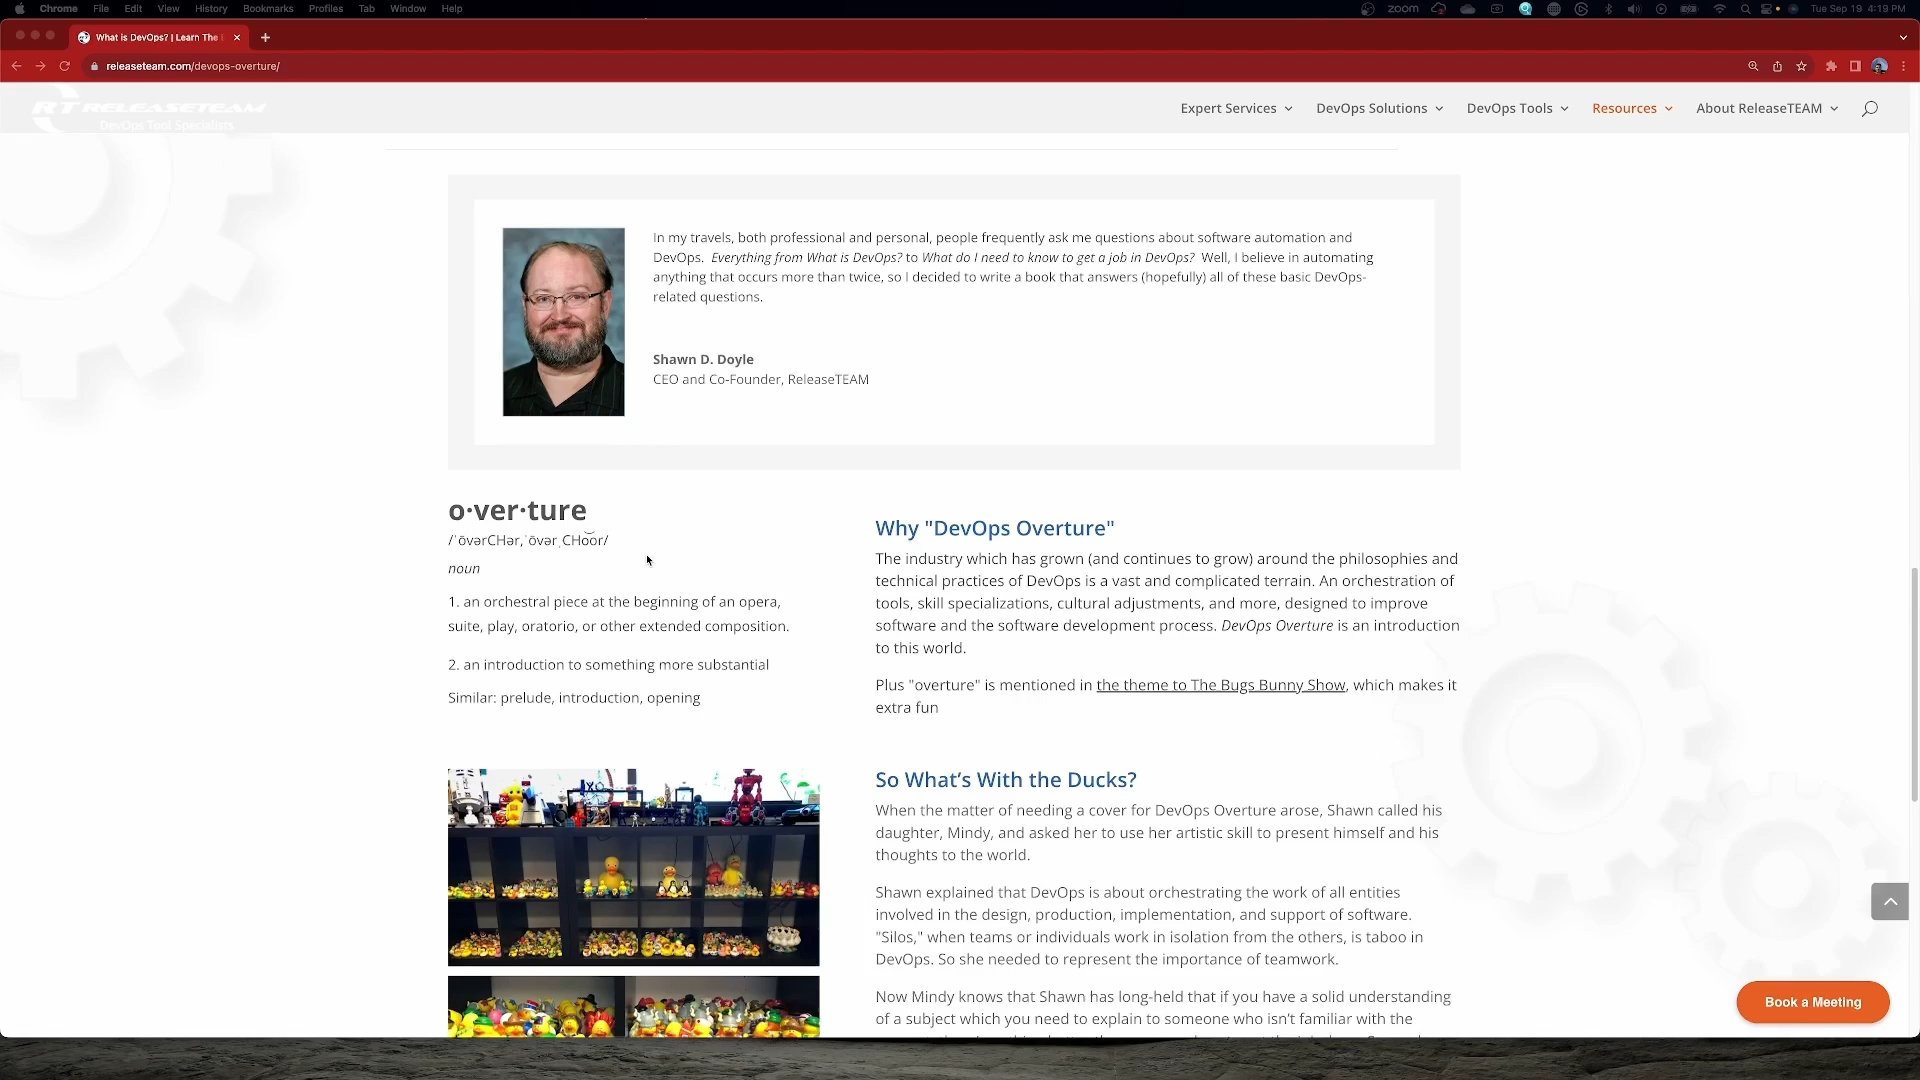 Chrome File Edit View History Bookmarks Profiles Tab Window Help
zoom
Tue Sep 19 4:19 PM
What is DevOps? | Learn The
releaseteam.com/devops-overture/
RT RELEASETEAM
DevOps Tool Specialists
Expert Services DevOps Solutions DevOps Tools Resources About ReleaseTEAM
In my travels, both professional and personal, people frequently ask me questions about software automation and
DevOps. Everything from What is DevOps? to What do I need to know to get a job in DevOps? Well, I believe in automating
anything that occurs more than twice, so I decided to write a book that answers (hopefully) all of these basic DevOps-
related questions.
Shawn D. Doyle
CEO and Co-Founder, ReleaseTEAM
o·ver·ture
/ˈōvərCHər,ˈōvərˌCHo͝or/
noun
1. an orchestral piece at the beginning of an opera,
suite, play, oratorio, or other extended composition.
2. an introduction to something more substantial
Similar: prelude, introduction, opening
Why "DevOps Overture"
The industry which has grown (and continues to grow) around the philosophies and
technical practices of DevOps is a vast and complicated terrain. An orchestration of
tools, skill specializations, cultural adjustments, and more, designed to improve
software and the software development process. DevOps Overture is an introduction
to this world.
Plus "overture" is mentioned in the theme to The Bugs Bunny Show, which makes it
extra fun
So What's With the Ducks?
When the matter of needing a cover for DevOps Overture arose, Shawn called his
daughter, Mindy, and asked her to use her artistic skill to present himself and his
thoughts to the world.
Shawn explained that DevOps is about orchestrating the work of all entities
involved in the design, production, implementation, and support of software.
"Silos," when teams or individuals work in isolation from the others, is taboo in
DevOps. So she needed to represent the importance of teamwork.
Now Mindy knows that Shawn has long-held that if you have a solid understanding
of a subject which you need to explain to someone who isn't familiar with the
Book a Meeting